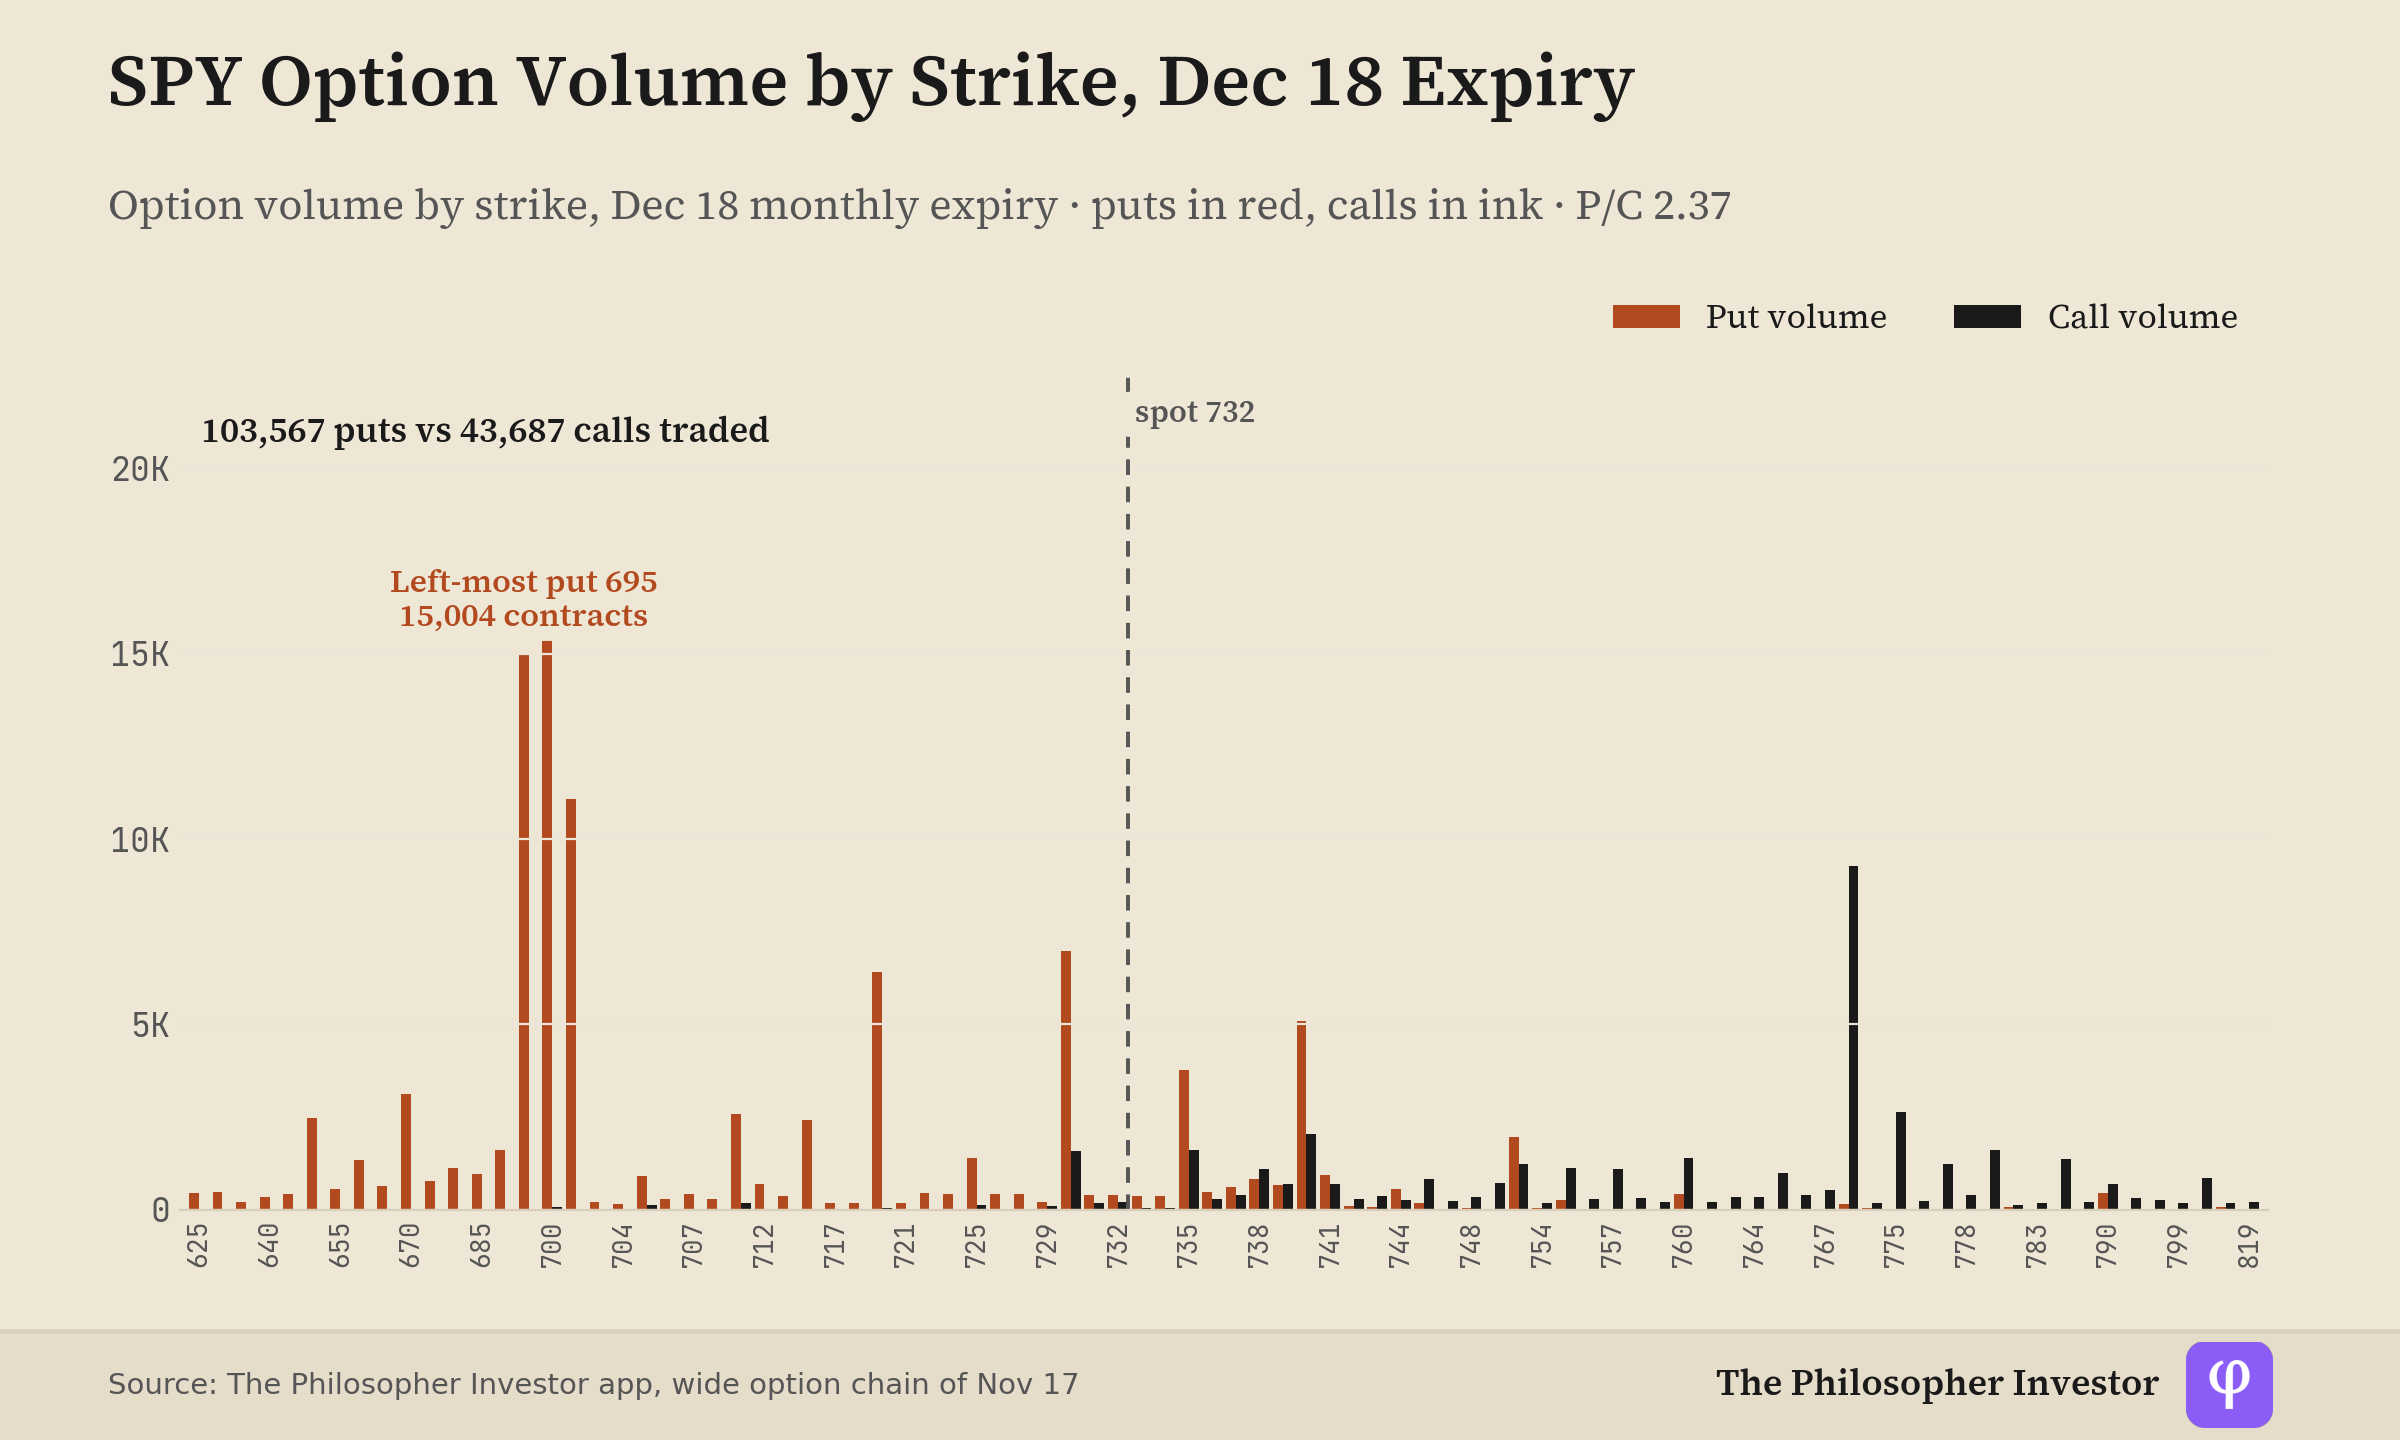 SPY Option Volume by Strike, Dec 18 Expiry
Option volume by strike, Dec 18 monthly expiry · puts in red, calls in ink · P/C 2.37
Put volume
Call volume
spot 732
103,567 puts vs 43,687 calls traded
20K
Left-most put 695
15,004 contracts
15K
10K
5K
0
625 640 655 670 685 700 704 707 712 717 721 725 729 732 735 738 741 744 748 754 757 760 764 767 775 778 783 790 799 819
Source: The Philosopher Investor app, wide option chain of Nov 17
The Philosopher Investor
φ